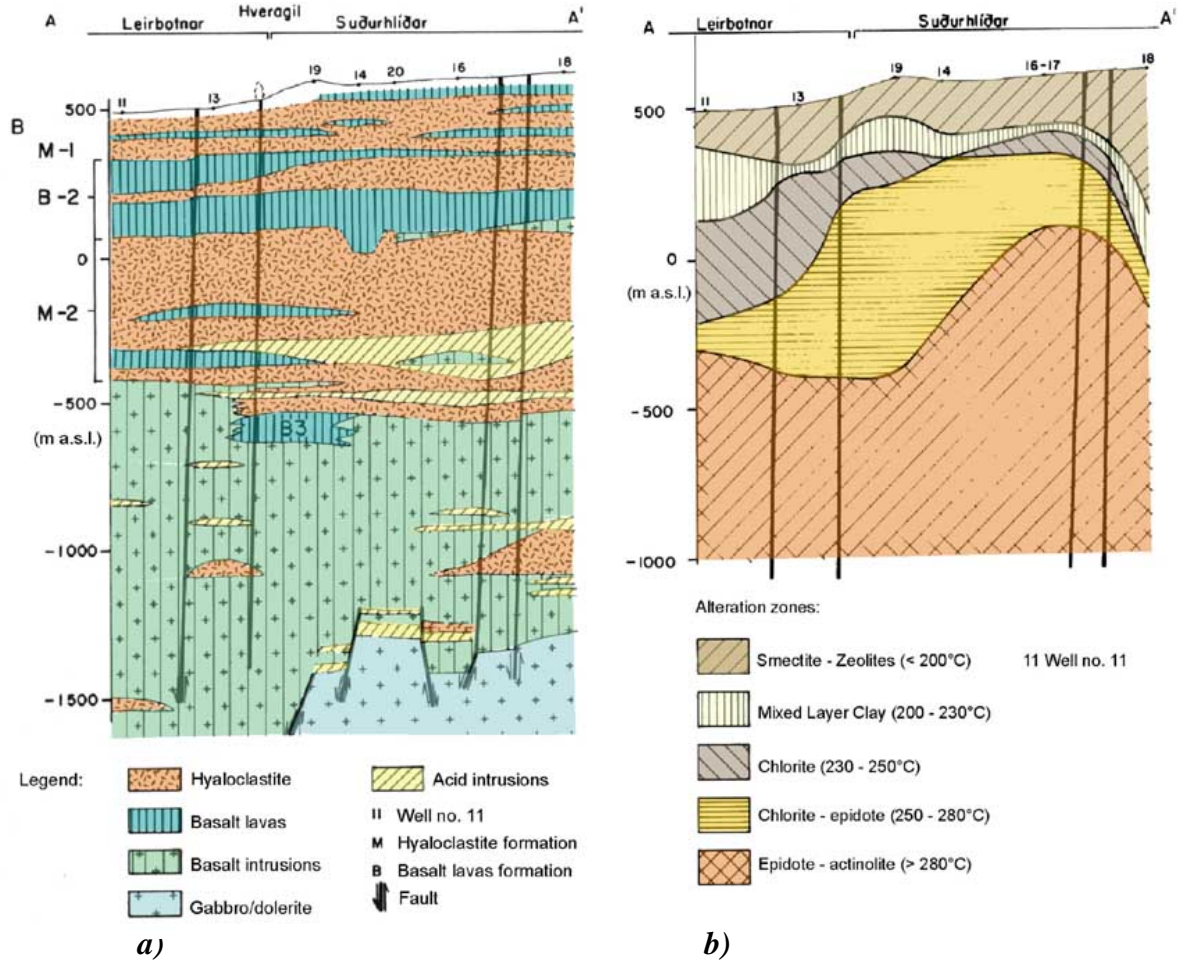 A Hveragil A'
Leirbotnar Suðurhlíðar
11 13 19 14 20 16 18
500
B
M-1
B-2
0
M-2
-500
(m a.s.l.)
B3
-1000
-1500
Legend:
Hyaloclastite
Basalt lavas
Basalt intrusions
Gabbro/dolerite
Acid intrusions
11 Well no. 11
M Hyaloclastite formation
B Basalt lavas formation
Fault
a)
A Leirbotnar Suðurhlíðar A'
11 13 19 14 16-17 18
500
0
(m a.s.l.)
-500
-1000
Alteration zones:
Smectite - Zeolites (< 200°C) 11 Well no. 11
Mixed Layer Clay (200 - 230°C)
Chlorite (230 - 250°C)
Chlorite - epidote (250 - 280°C)
Epidote - actinolite (> 280°C)
b)